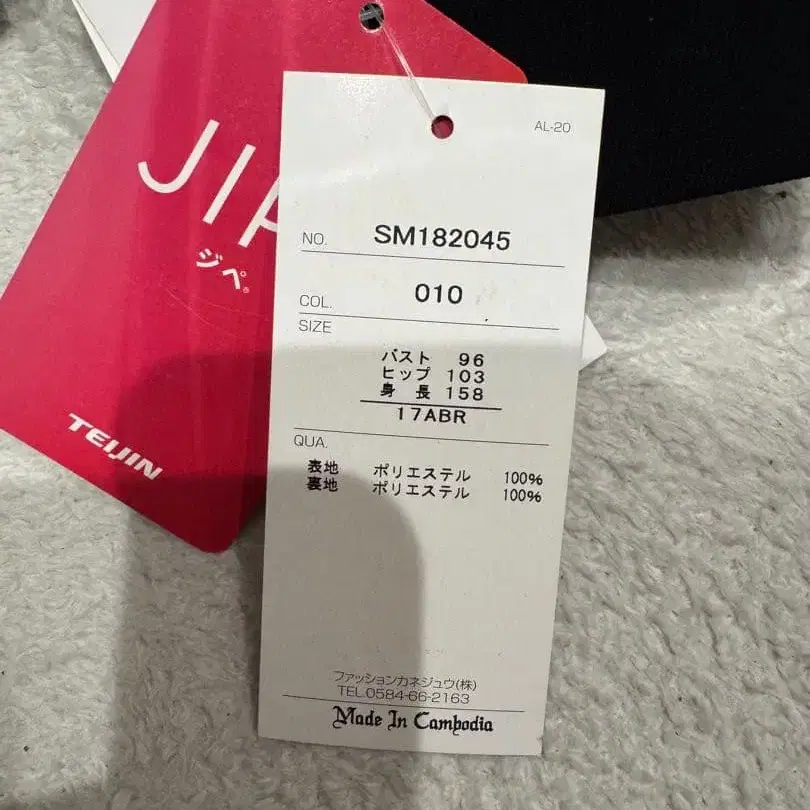 JIP
ジペ®
TEIJIN
AL-20
NO. SM182045
COL. 010
SIZE
バスト 96
ヒップ 103
身長 158
17ABR
QUA.
表地 ポリエステル 100%
裏地 ポリエステル 100%
ファッションカネジュウ(株)
TEL.0584-66-2163
Made In Cambodia